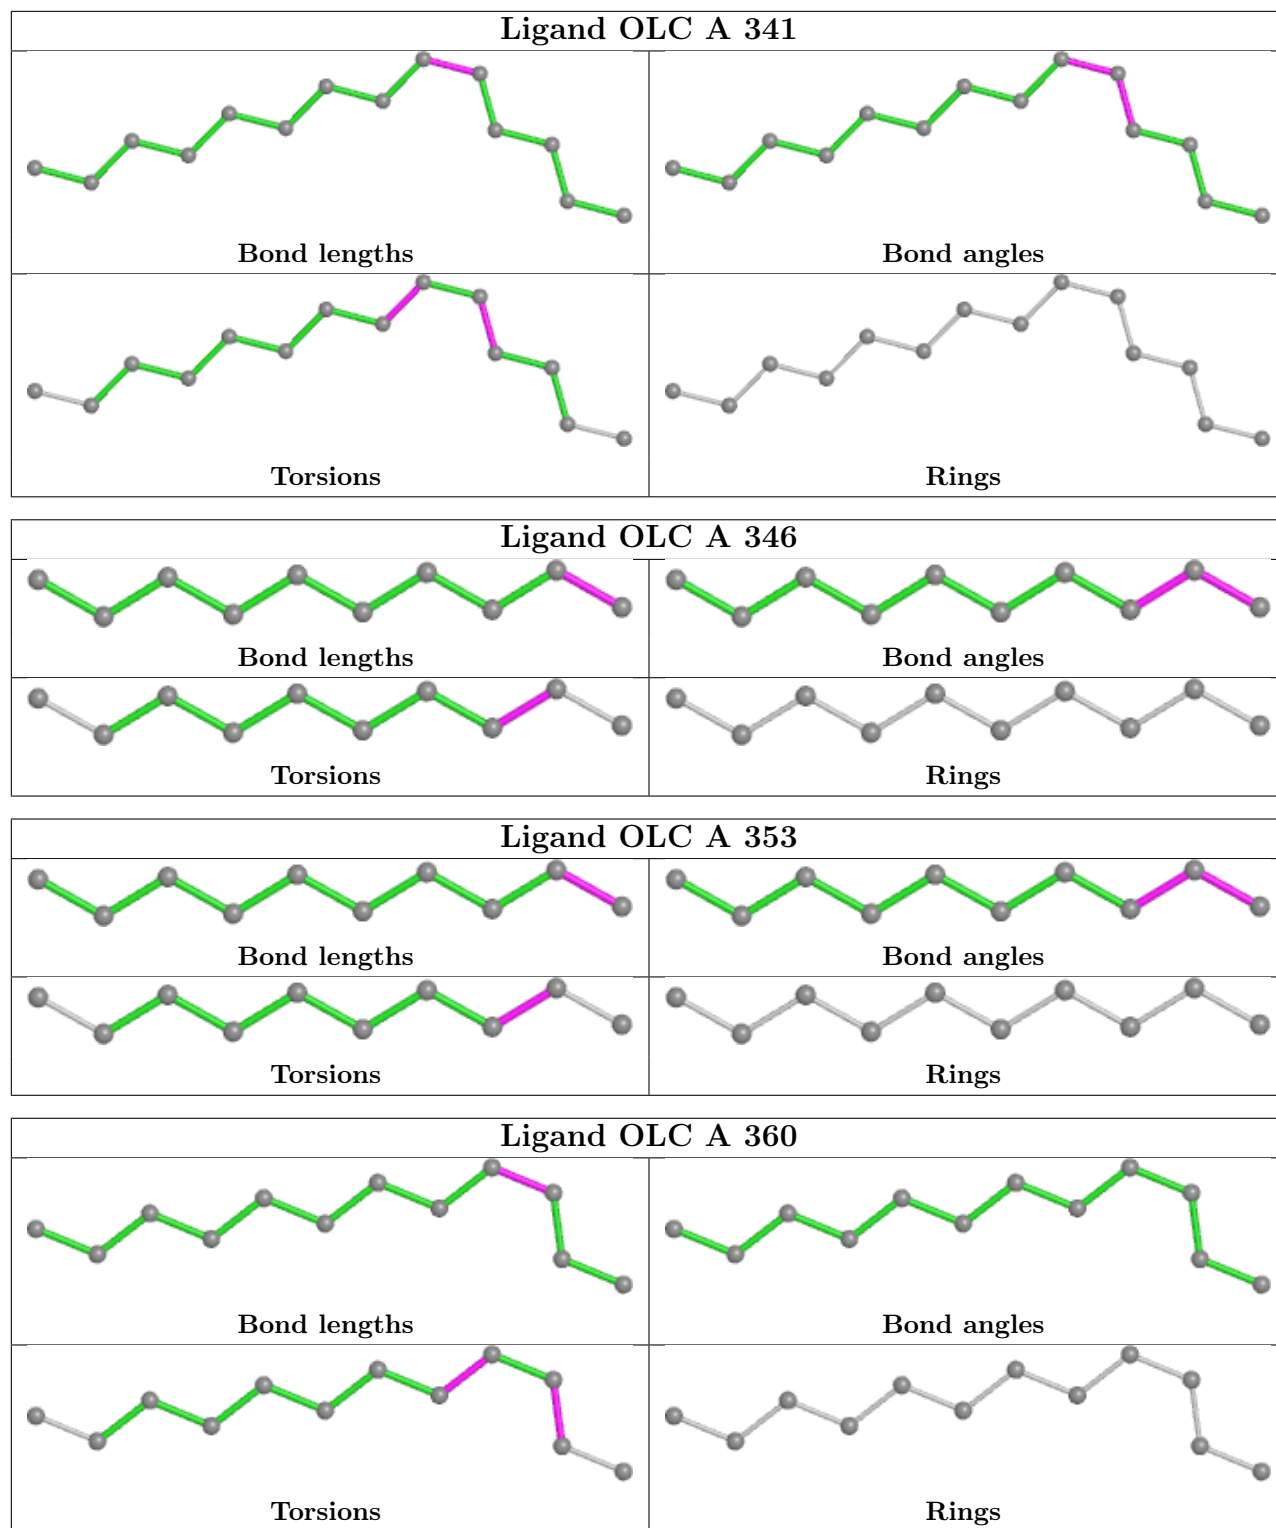 Ligand OLC A 341
Bond lengths
Bond angles
Torsions
Rings
Ligand OLC A 346
Bond lengths
Bond angles
Torsions
Rings
Ligand OLC A 353
Bond lengths
Bond angles
Torsions
Rings
Ligand OLC A 360
Bond lengths
Bond angles
Torsions
Rings